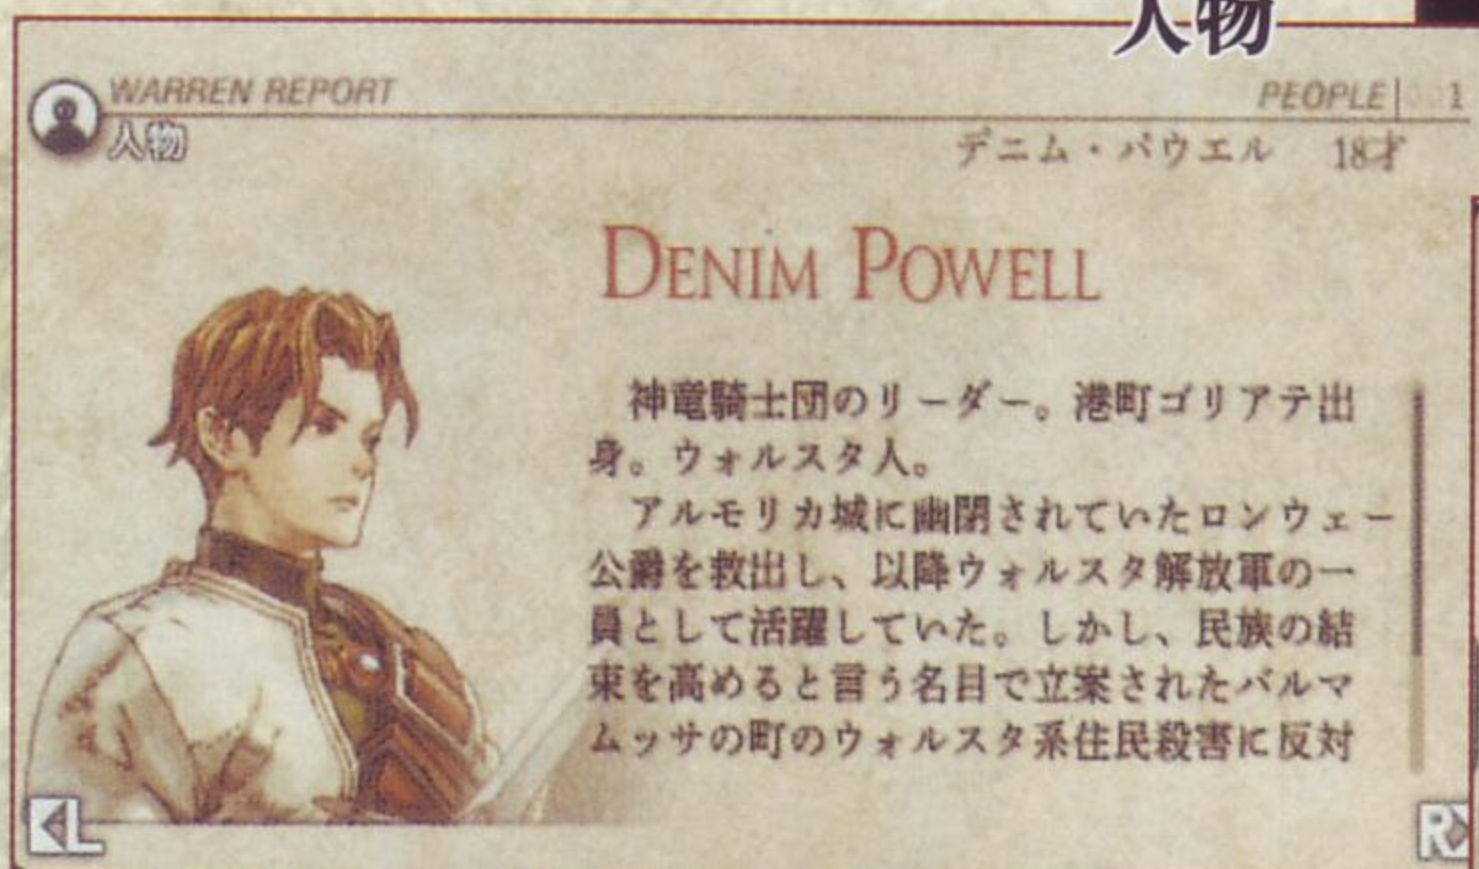 人物
WARREN REPORT
PEOPLE|001
人物
デニム・パウエル 18才
DENIM POWELL
神竜騎士団のリーダー。港町ゴリアテ出
身。ウォルスタ人。
アルモリカ城に幽閉されていたロンウェー
公爵を救出し、以降ウォルスタ解放軍の一
員として活躍していた。しかし、民族の結
束を高めると言う名目で立案されたバルマ
ムッサの町のウォルスタ系住民殺害に反対
L
R